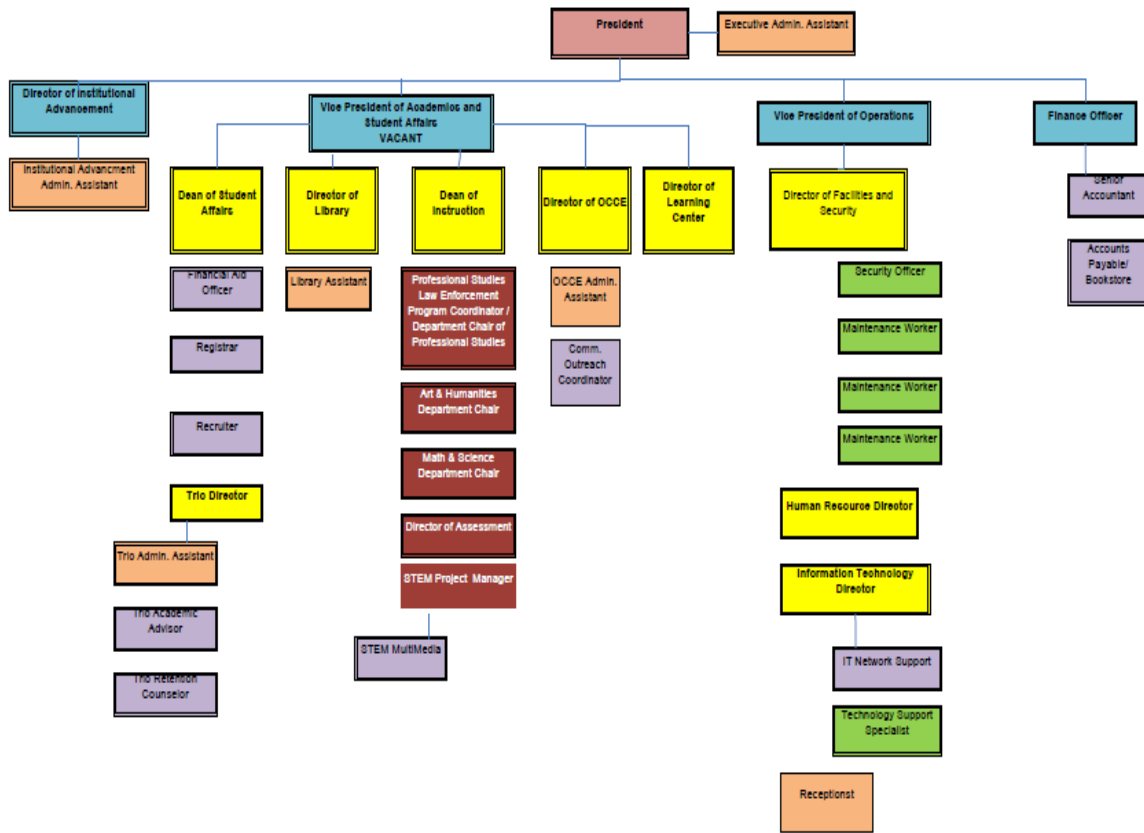 President
Executive Admin. Assistant
Director of Institutional
Advancement
Vice President of Academics and
Student Affairs
VACANT
Vice President of Operations
Finance Officer
Institutional Advancment
Admin. Assistant
Dean of Student
Affairs
Director of
Library
Dean of
Instruction
Director of OCCE
Director of
Learning
Center
Director of Facilities and
Security
Senior
Accountant
Financial Aid
Officer
Library Assistant
Professional Studies
Law Enforcement
Program Coordinator /
Department Chair of
Professional Studies
OCCE Admin.
Assistant
Security Officer
Accounts
Payable/
Bookstore
Registrar
Comm.
Outreach
Coordinator
Maintenance Worker
Art & Humanities
Department Chair
Maintenance Worker
Recruiter
Maintenance Worker
Math & Science
Department Chair
Trio Director
Human Resource Director
Director of Assessment
Trio Admin. Assistant
STEM Project Manager
Information Technology
Director
Trio Academic
Advisor
STEM MultiMedia
IT Network Support
Trio Retention
Counselor
Technology Support
Specialist
Receptionst